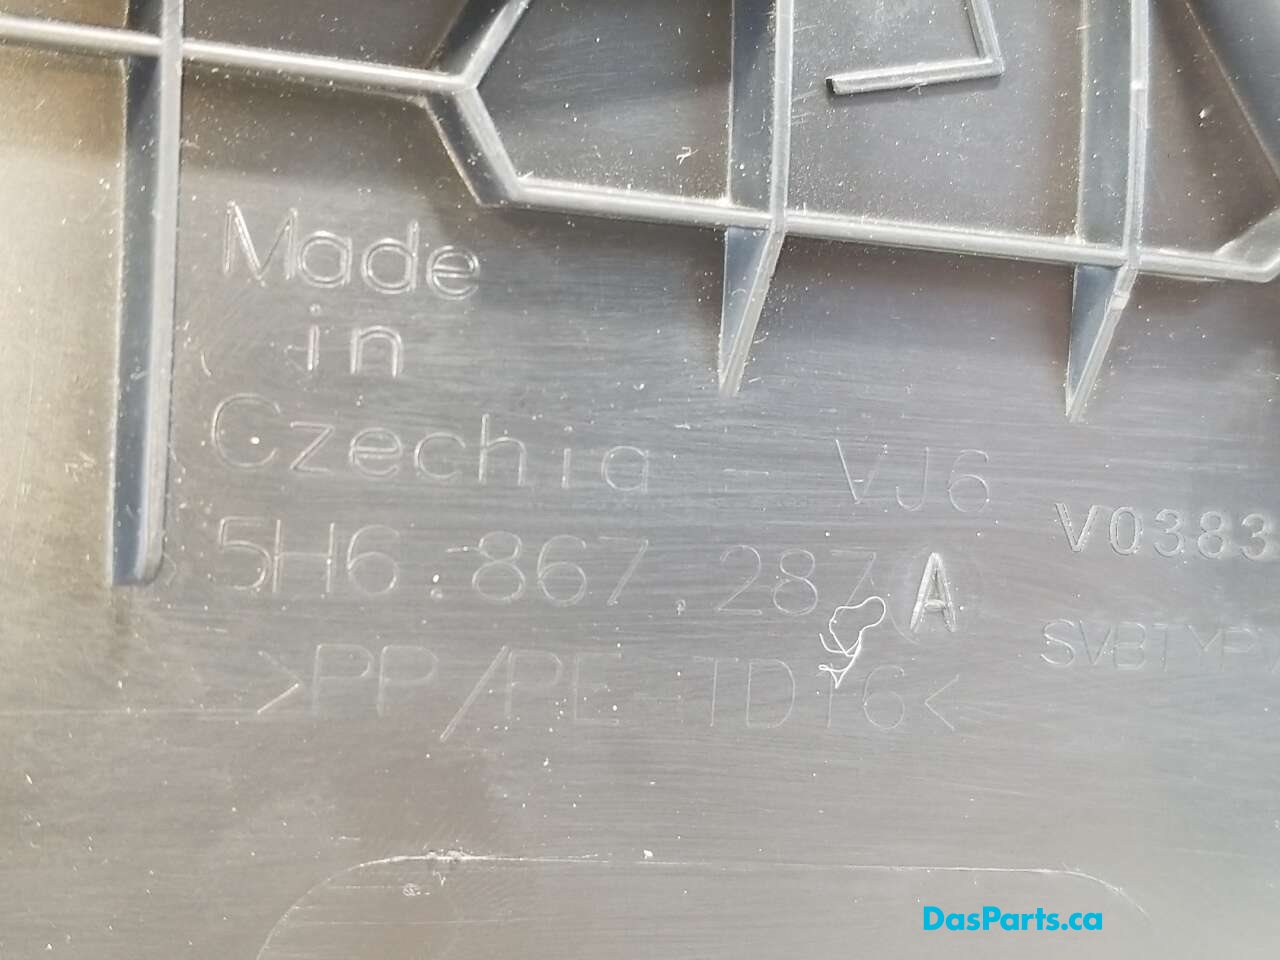 Made
in
Czechia - VJ6
5H6.867.287 A
>PP/PE-TD16<
V0383
SVBTYP
DasParts.ca